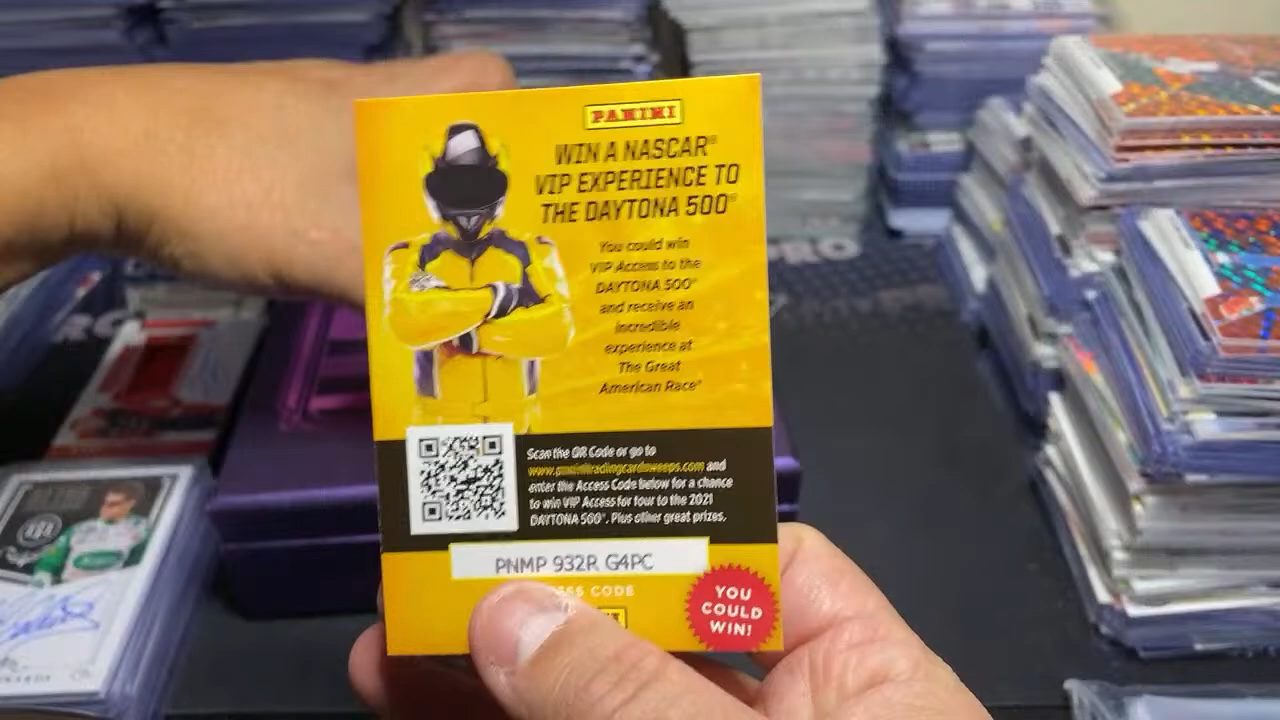 PANINI
WIN A NASCAR®
VIP EXPERIENCE TO
THE DAYTONA 500®
You could win
VIP Access to the
DAYTONA 500®
and receive an
incredible
experience at
The Great
American Race®
Scan the QR Code or go to
www.paninitradingcardsweeps.com and
enter the Access Code below for a chance
to win VIP Access for four to the 2021
DAYTONA 500®. Plus other great prizes.
PNMP 932R G4PC
CODE
YOU
COULD
WIN!
PRO